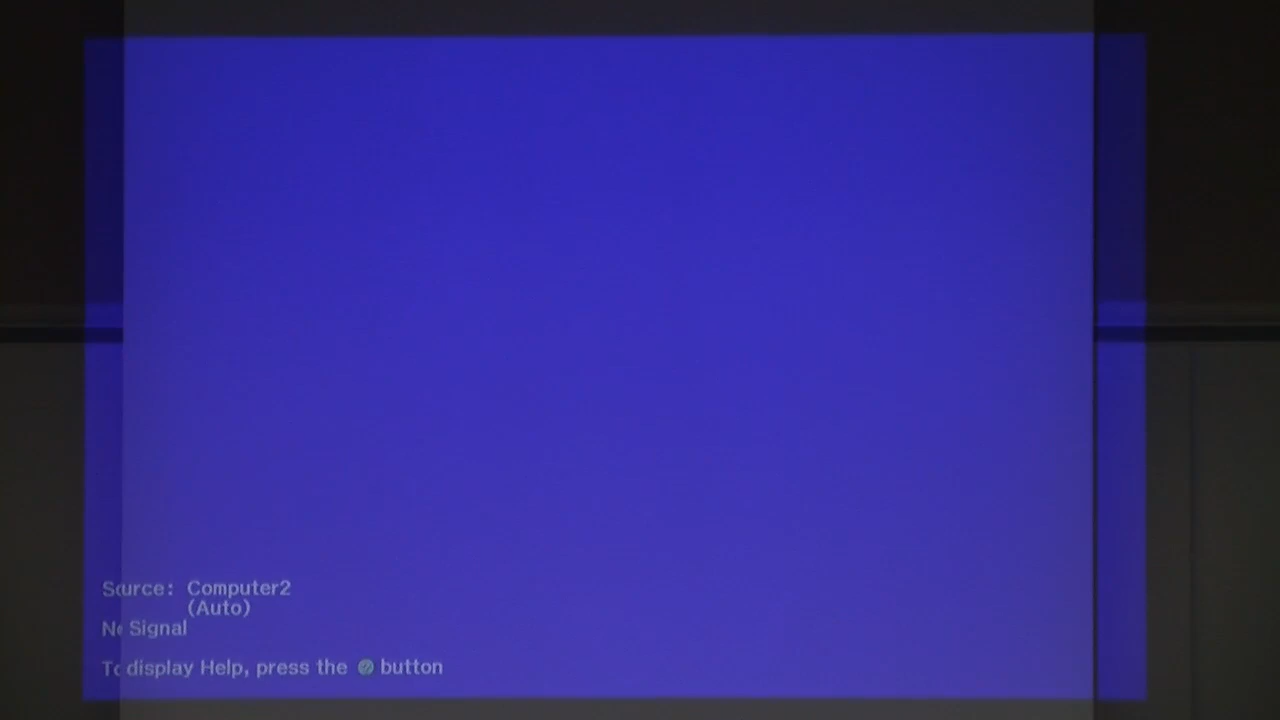 Source: Computer2
(Auto)
No Signal
To display Help, press the button